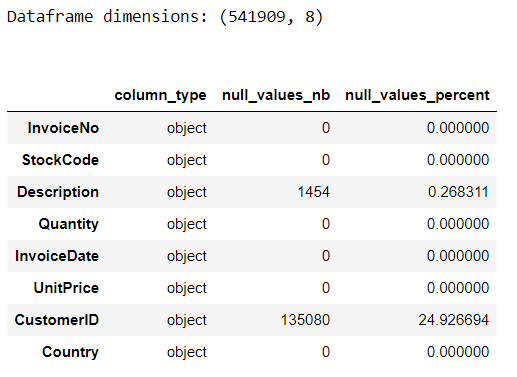 Dataframe dimensions: (541909, 8)
column_type null_values_nb null_values_percent
InvoiceNo object 0 0.000000
StockCode object 0 0.000000
Description object 1454 0.268311
Quantity object 0 0.000000
InvoiceDate object 0 0.000000
UnitPrice object 0 0.000000
CustomerID object 135080 24.926694
Country object 0 0.000000